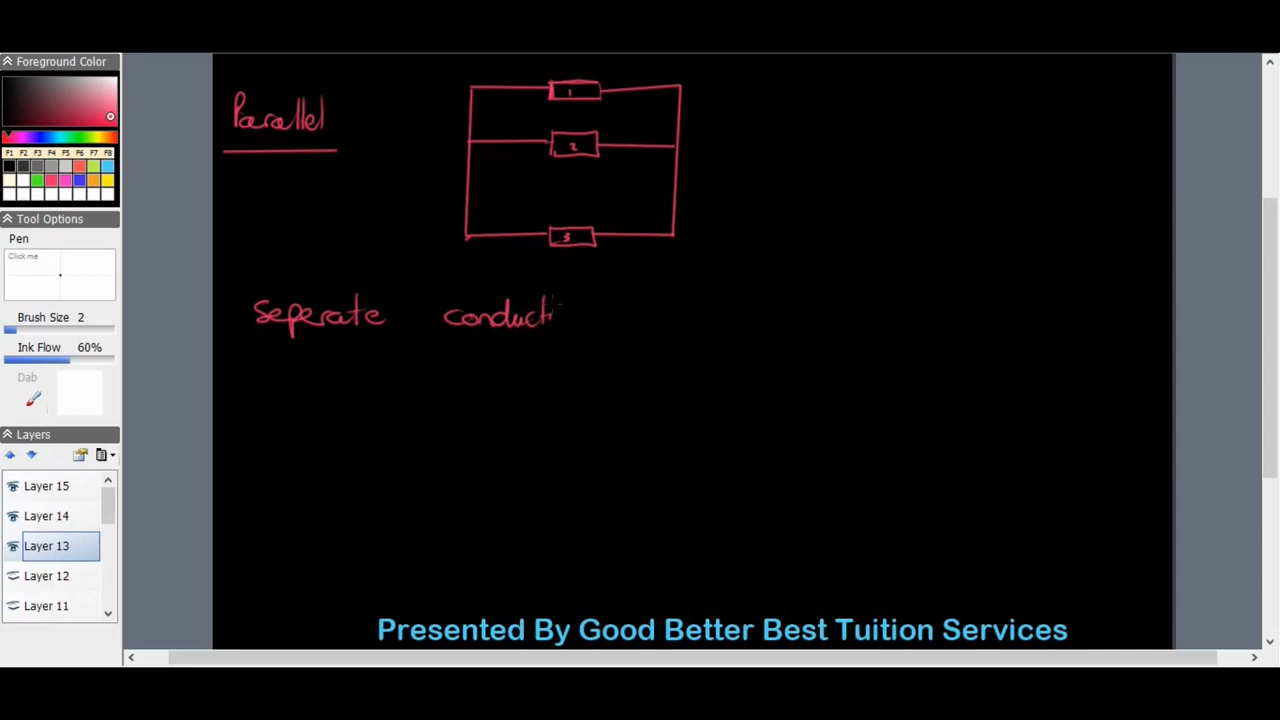 Foreground Color
Parallel
1
2
3
F1 F2 F3 F4 F5 F6 F7 F8
Tool Options
Pen
Click me
Brush Size 2
Ink Flow 60%
Dab
Seperate conducti
Layers
Layer 15
Layer 14
Layer 13
Layer 12
Layer 11
Presented By Good Better Best Tuition Services